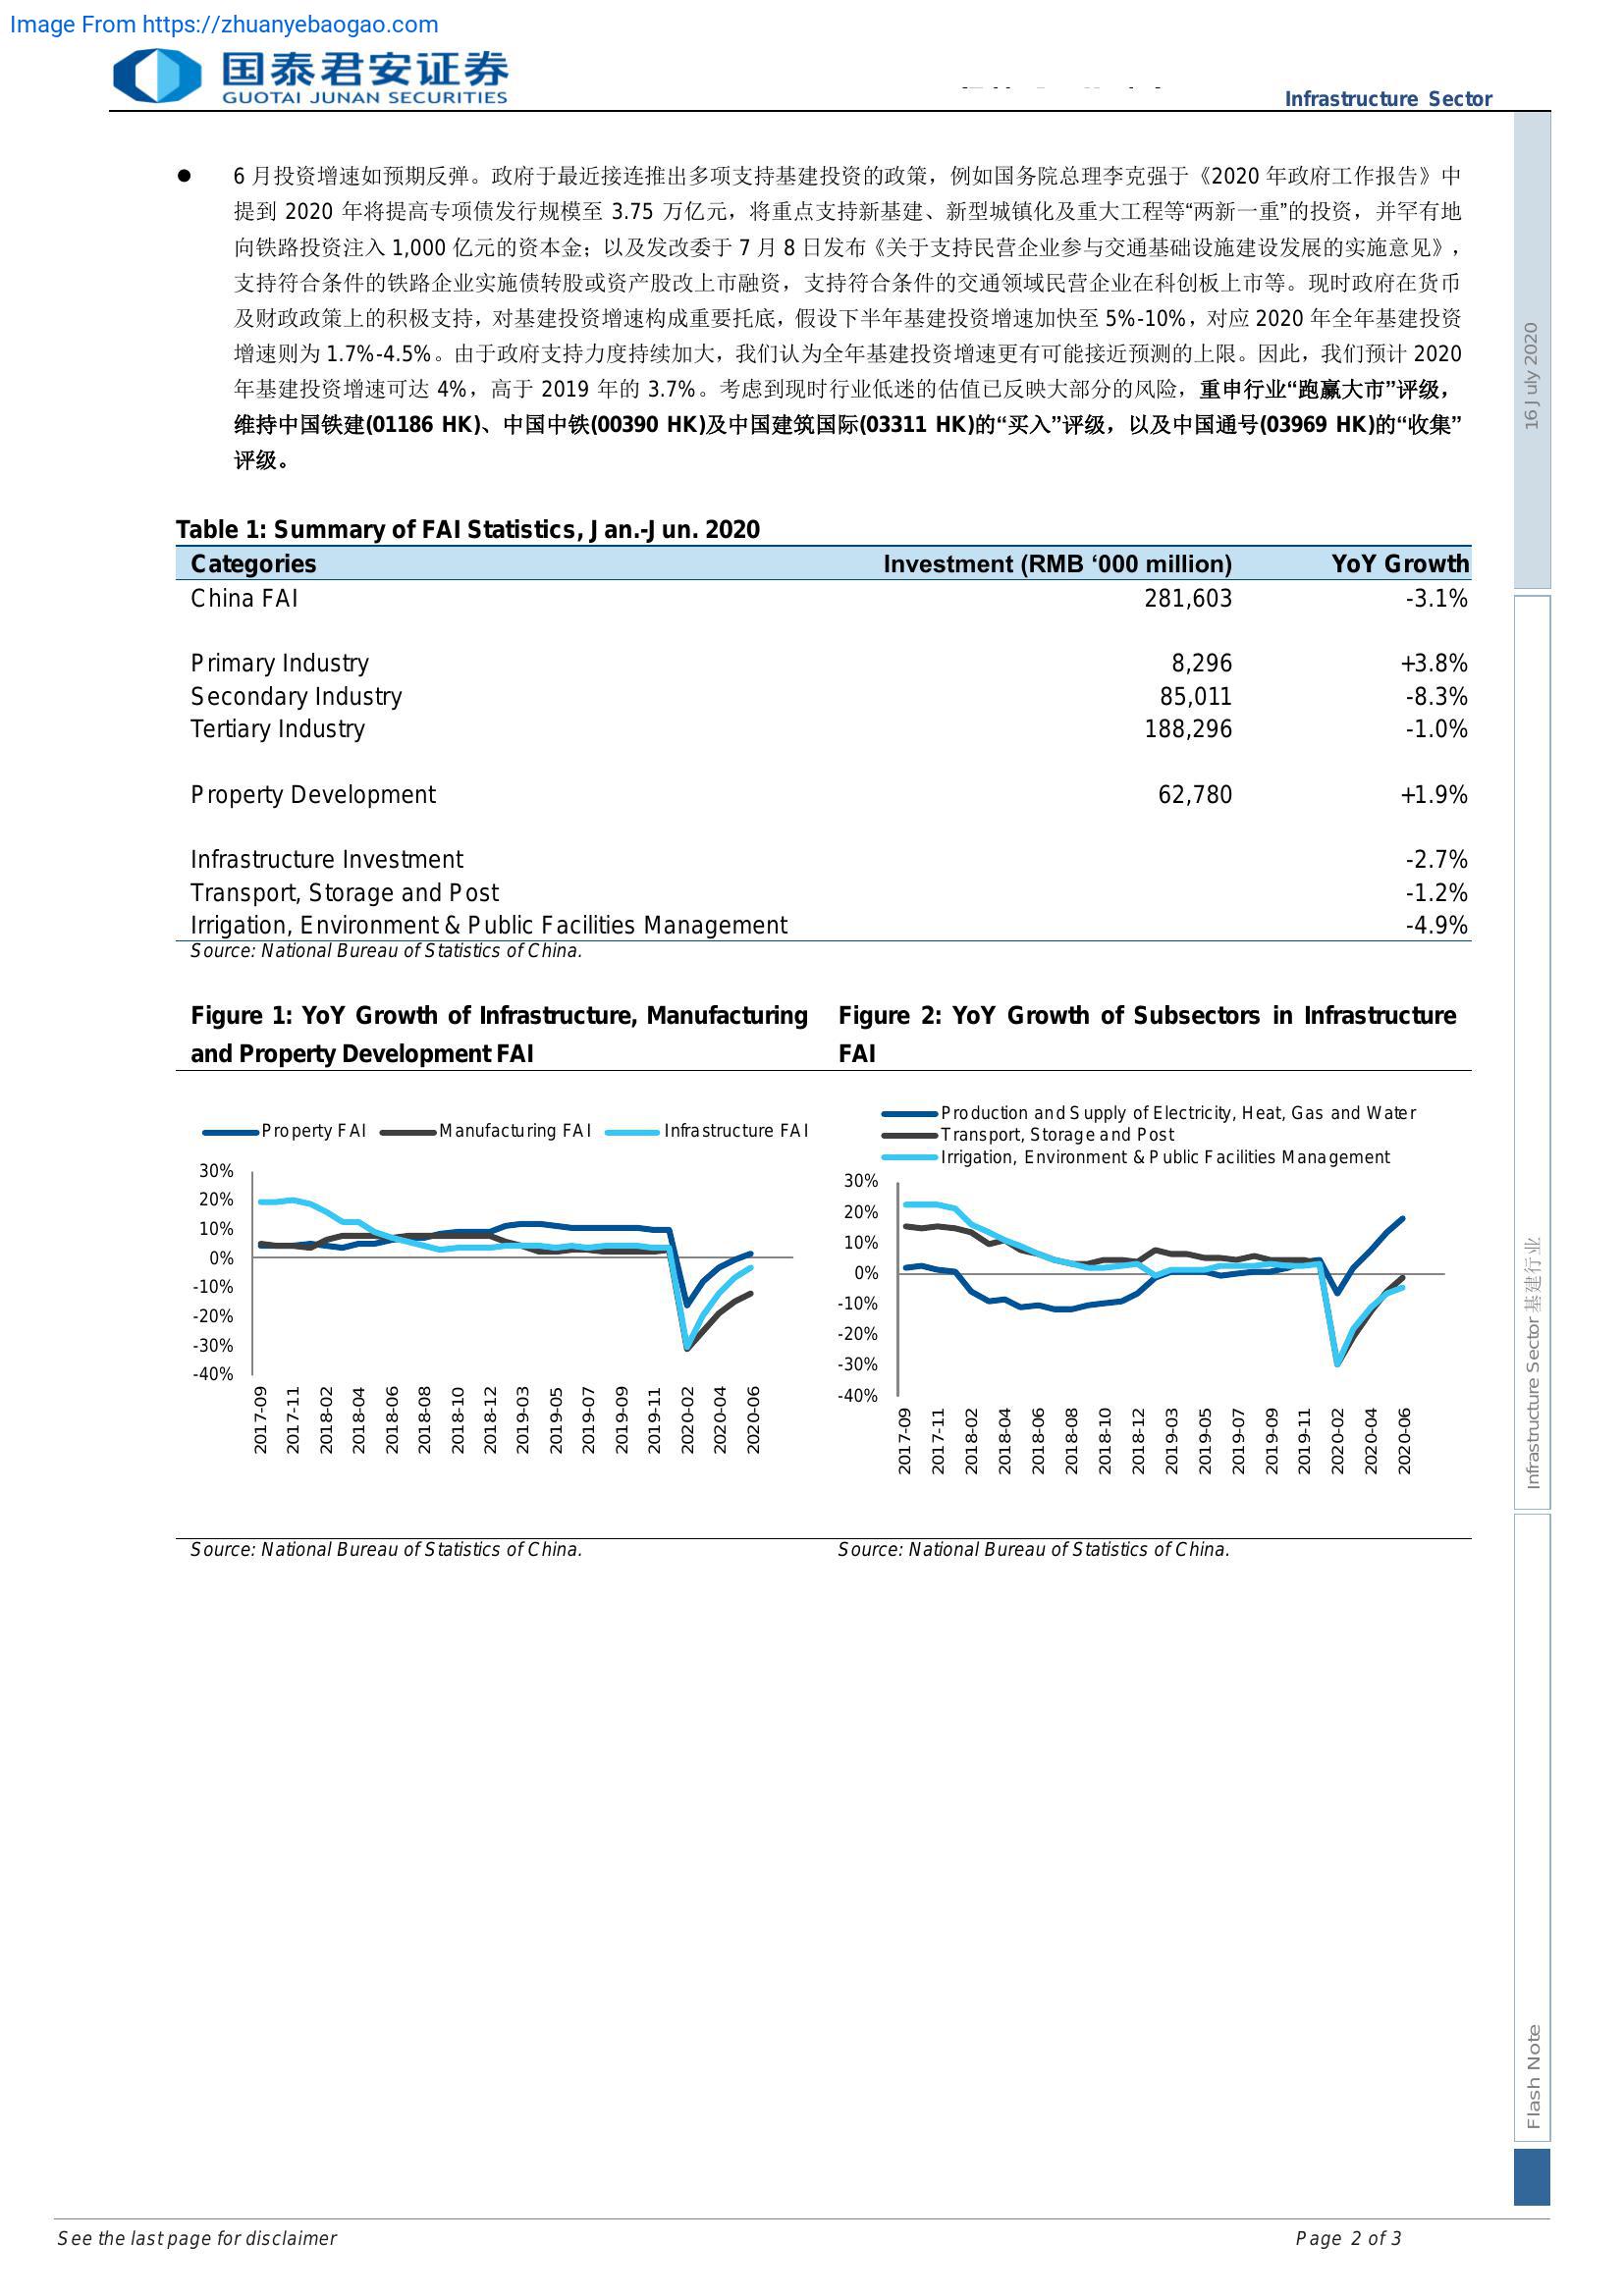 Image From https://zhuanyebaogao.com
国泰君安证券
GUOTAI JUNAN SECURITIES
Infrastructure Sector
● 6 月投资增速如预期反弹。政府于最近接连推出多项支持基建投资的政策，例如国务院总理李克强于《2020 年政府工作报告》中
提到 2020 年将提高专项债发行规模至 3.75 万亿元，将重点支持新基建、新型城镇化及重大工程等“两新一重”的投资，并罕有地
向铁路投资注入 1,000 亿元的资本金；以及发改委于 7 月 8 日发布《关于支持民营企业参与交通基础设施建设发展的实施意见》，
支持符合条件的铁路企业实施债转股或资产股改上市融资，支持符合条件的交通领域民营企业在科创板上市等。现时政府在货币
及财政政策上的积极支持，对基建投资增速构成重要托底，假设下半年基建投资增速加快至 5%-10%，对应 2020 年全年基建投资
增速则为 1.7%-4.5%。由于政府支持力度持续加大，我们认为全年基建投资增速更有可能接近预测的上限。因此，我们预计 2020
年基建投资增速可达 4%，高于 2019 年的 3.7%。考虑到现时行业低迷的估值已反映大部分的风险，重申行业“跑赢大市”评级，
维持中国铁建(01186 HK)、中国中铁(00390 HK)及中国建筑国际(03311 HK)的“买入”评级，以及中国通号(03969 HK)的“收集”
评级。
Table 1: Summary of FAI Statistics, Jan.-Jun. 2020
Categories Investment (RMB ‘000 million) YoY Growth
China FAI 281,603 -3.1%
Primary Industry 8,296 +3.8%
Secondary Industry 85,011 -8.3%
Tertiary Industry 188,296 -1.0%
Property Development 62,780 +1.9%
Infrastructure Investment -2.7%
Transport, Storage and Post -1.2%
Irrigation, Environment & Public Facilities Management -4.9%
Source: National Bureau of Statistics of China.
Figure 1: YoY Growth of Infrastructure, Manufacturing
and Property Development FAI
Property FAI Manufacturing FAI Infrastructure FAI
30%
20%
10%
0%
-10%
-20%
-30%
-40%
2017-09 2017-11 2018-02 2018-04 2018-06 2018-08 2018-10 2018-12 2019-03 2019-05 2019-07 2019-09 2019-11 2020-02 2020-04 2020-06
Source: National Bureau of Statistics of China.
Figure 2: YoY Growth of Subsectors in Infrastructure
FAI
Production and Supply of Electricity, Heat, Gas and Water
Transport, Storage and Post
Irrigation, Environment & Public Facilities Management
30%
20%
10%
0%
-10%
-20%
-30%
-40%
2017-09 2017-11 2018-02 2018-04 2018-06 2018-08 2018-10 2018-12 2019-03 2019-05 2019-07 2019-09 2019-11 2020-02 2020-04 2020-06
Source: National Bureau of Statistics of China.
16 July 2020
Infrastructure Sector 基建行业
Flash Note
See the last page for disclaimer
Page 2 of 3